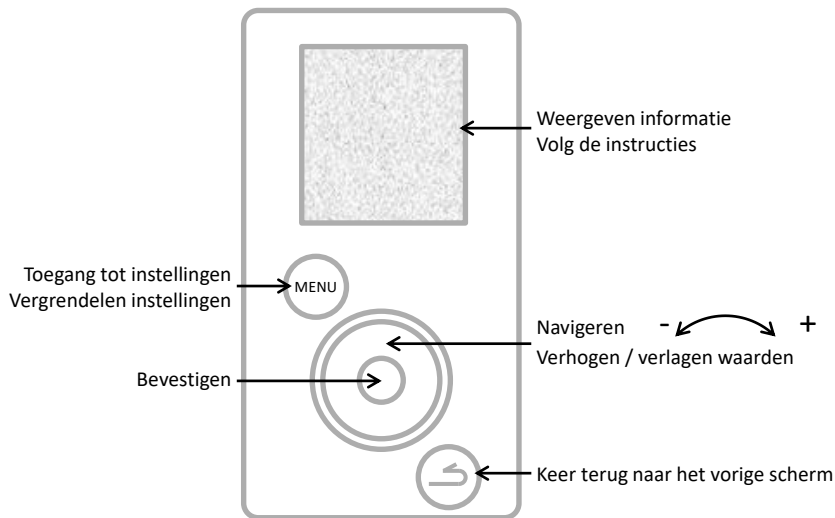 Weergeven informatie
Volg de instructies
Toegang tot instellingen
Vergrendelen instellingen
MENU
Navigeren - +
Verhogen / verlagen waarden
Bevestigen
Keer terug naar het vorige scherm